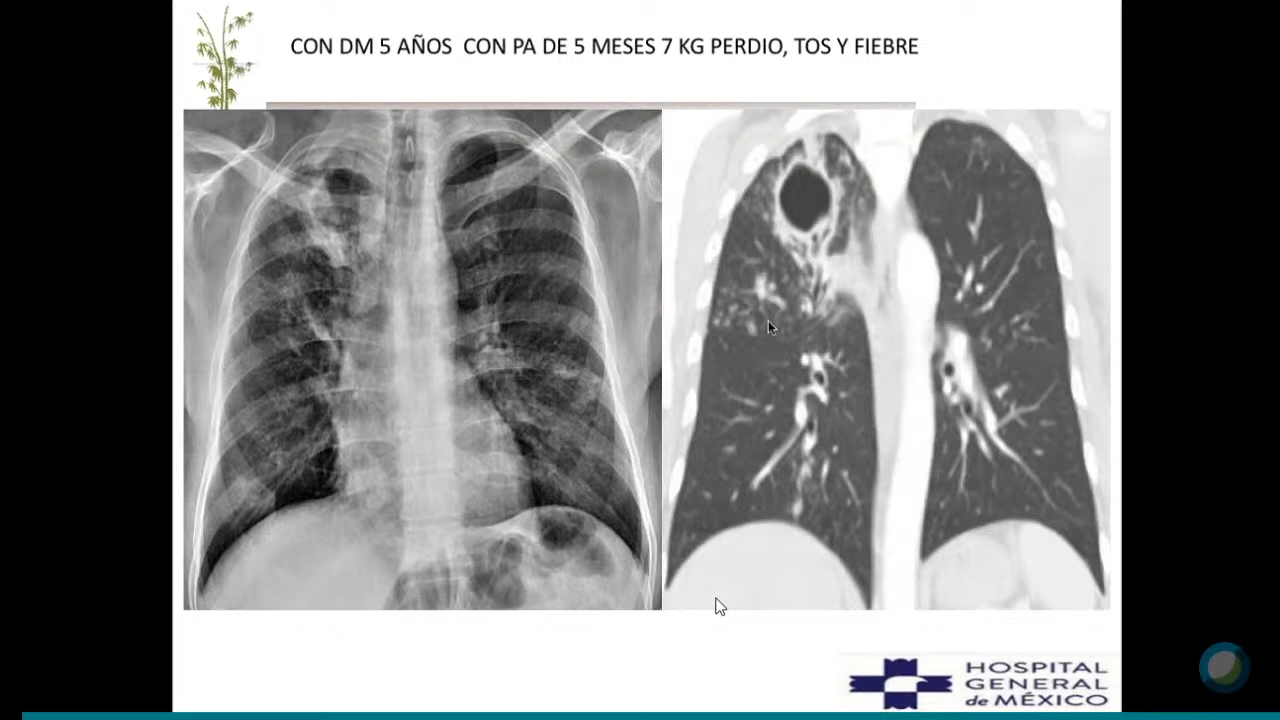 CON DM 5 AÑOS CON PA DE 5 MESES 7 KG PERDIO, TOS Y FIEBRE
HOSPITAL
GENERAL
de MÉXICO